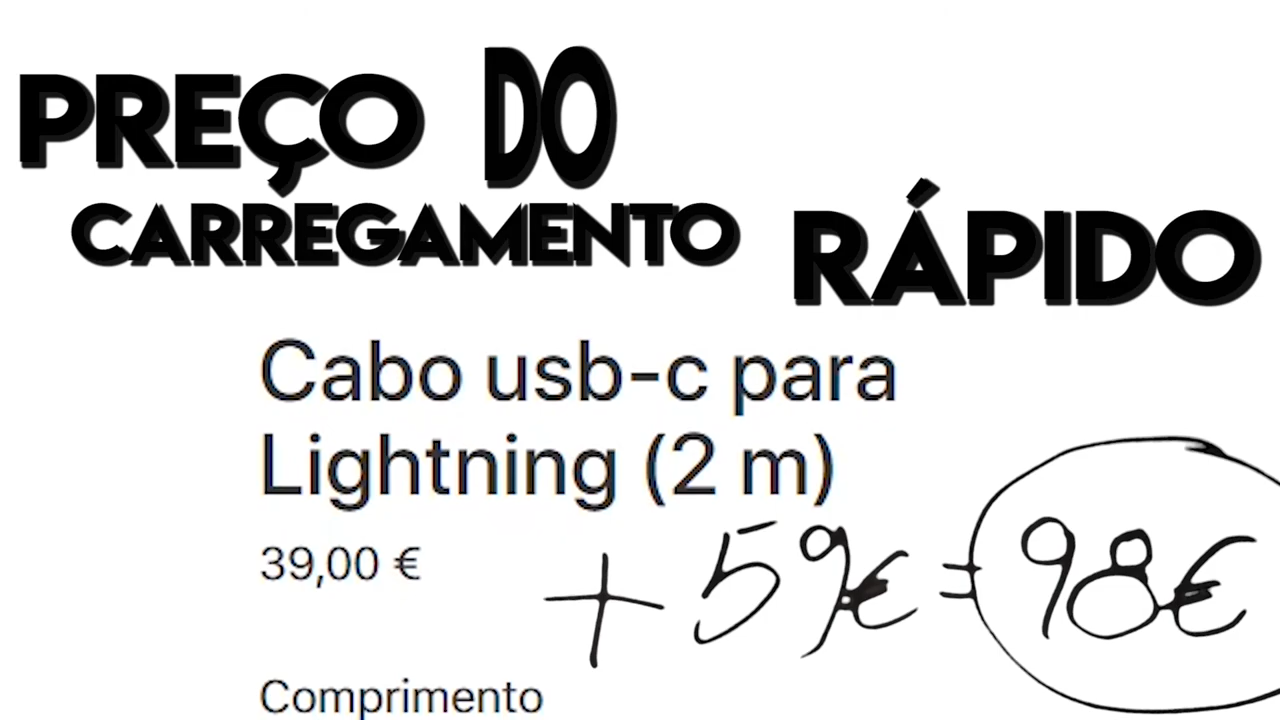 PREÇO DO
CARREGAMENTO RÁPIDO
Cabo usb-c para
Lightning (2 m)
39,00 € + 59€ = 98€
Comprimento